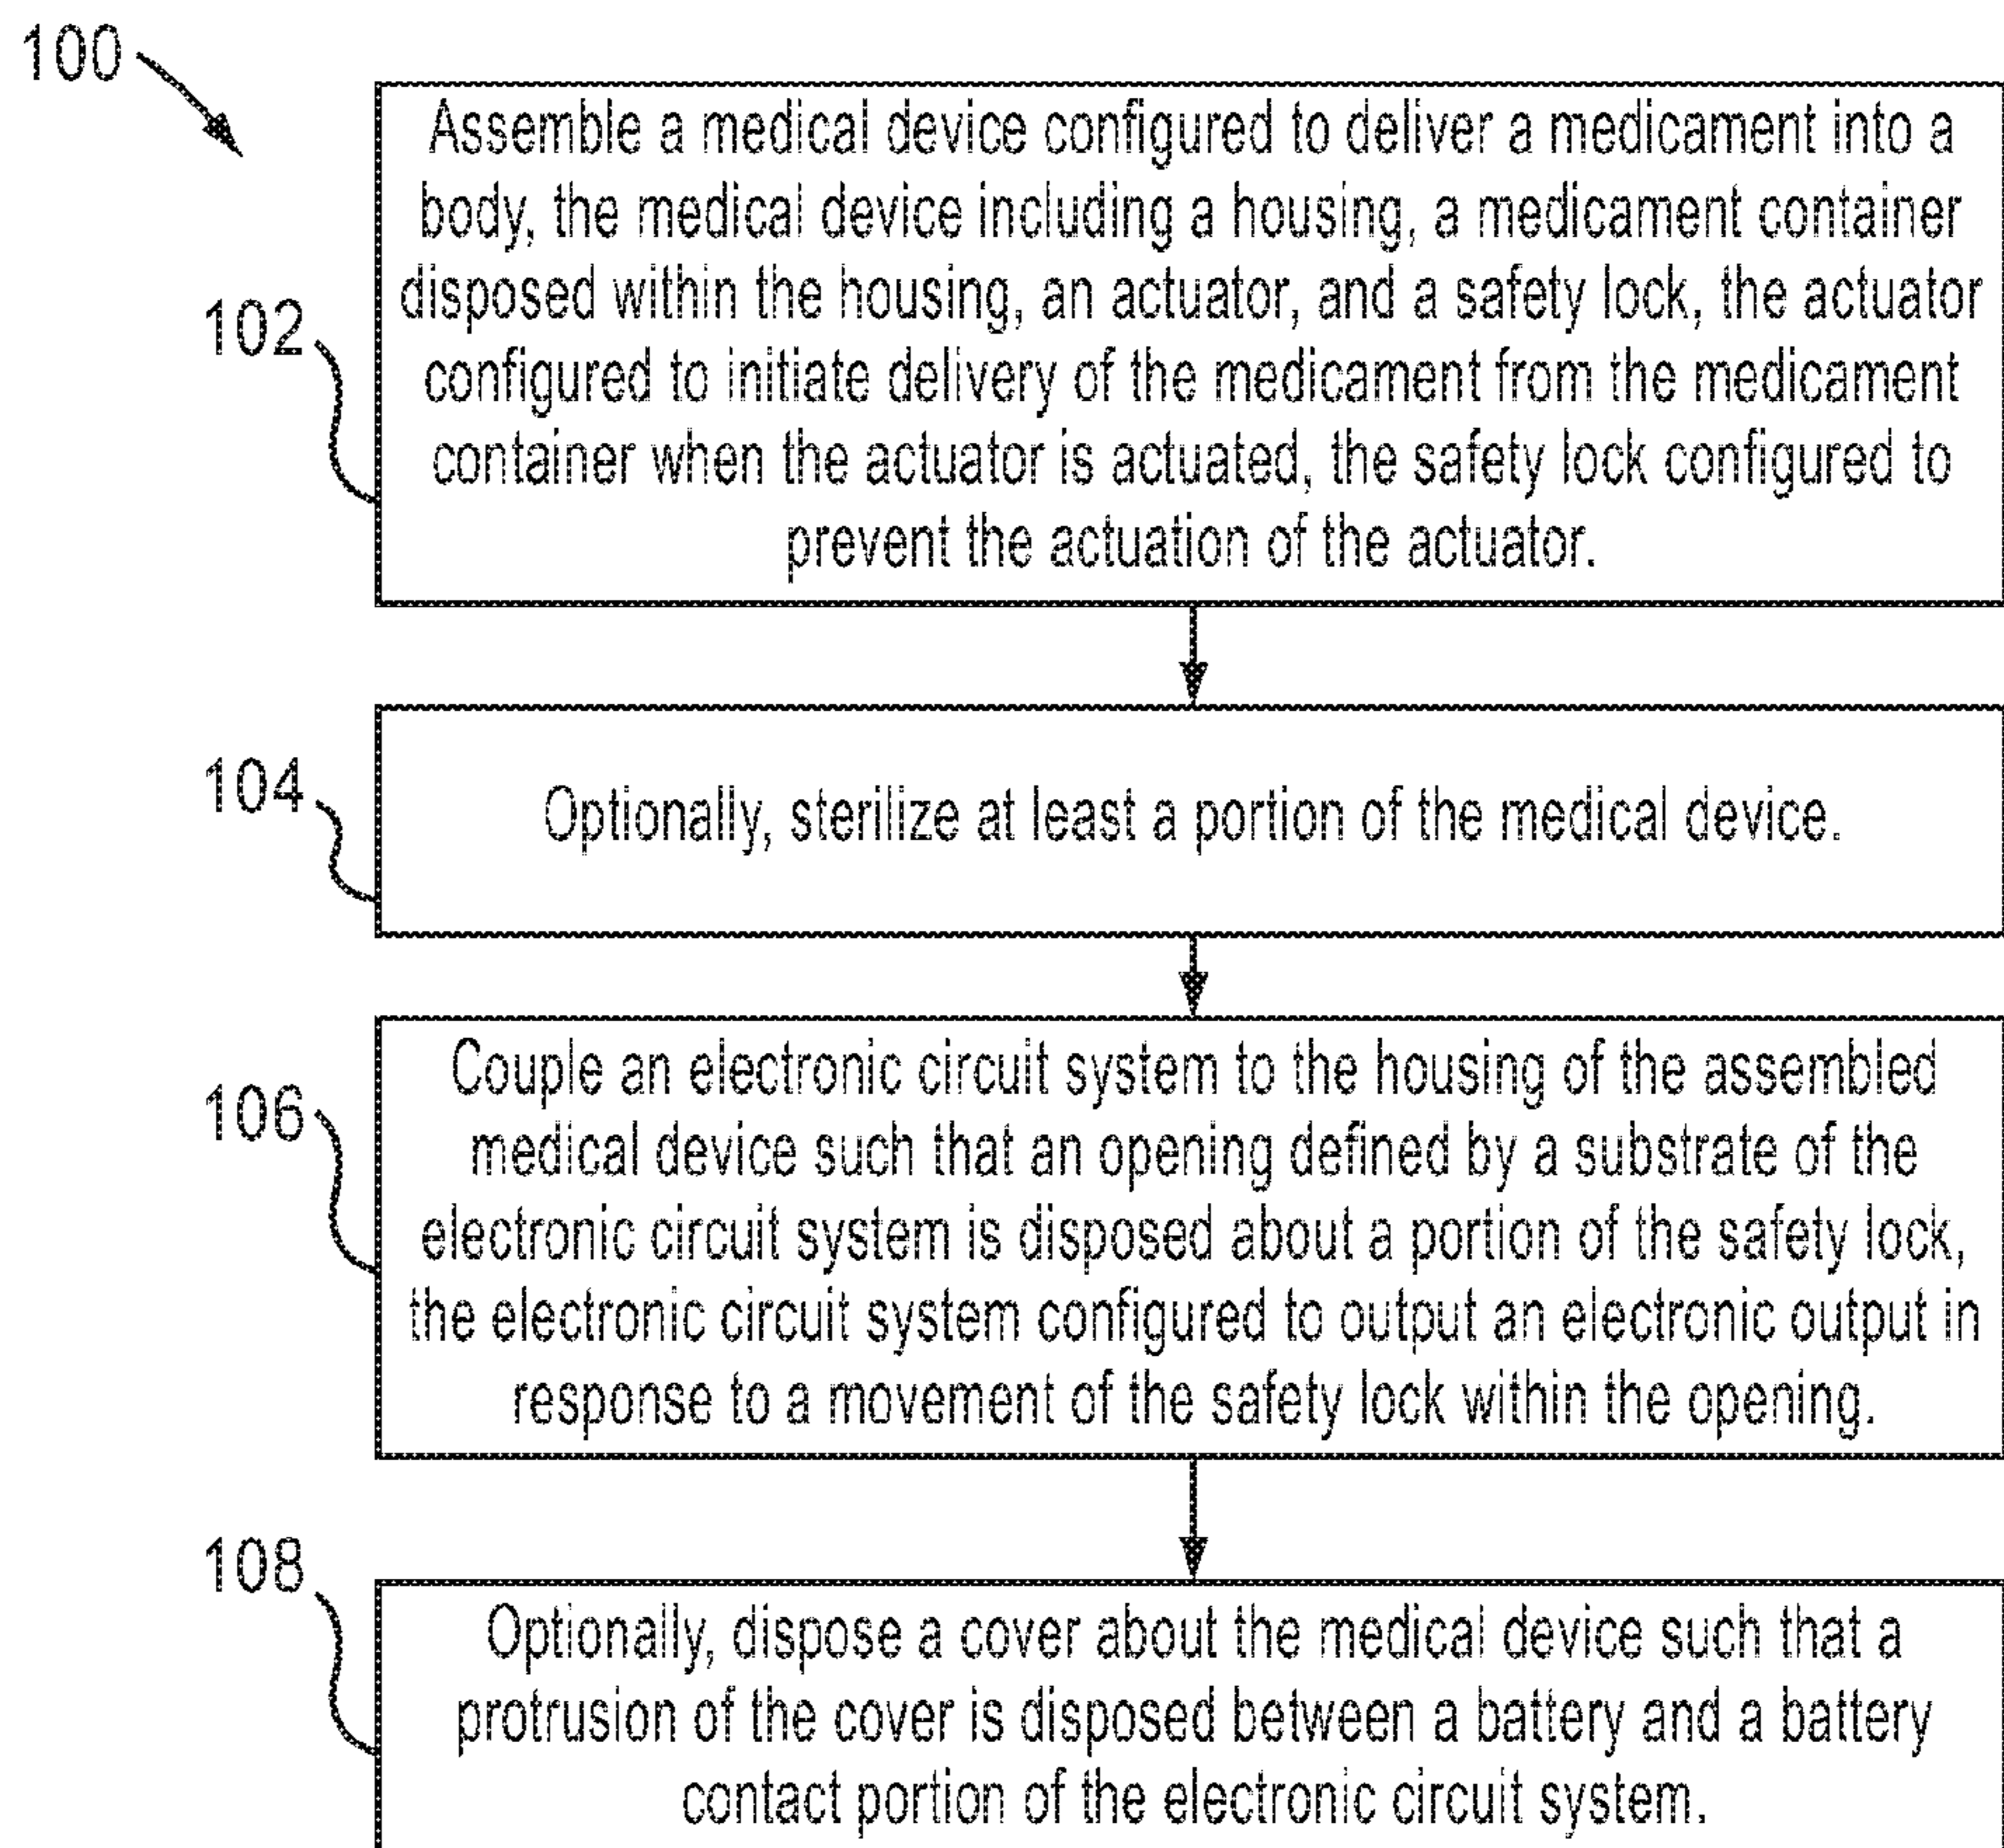 100
Assemble a medical device configured to deliver a medicament into a
body, the medical device including a housing, a medicament container
disposed within the housing, an actuator, and a safety lock, the actuator
102
configured to initiate delivery of the medicament from the medicament
container when the actuator is actuated, the safety lock configured to
prevent the actuation of the actuator.
104
Optionally, sterilize at least a portion of the medical device.
Couple an electronic circuit system to the housing of the assembled
106
medical device such that an opening defined by a substrate of the
electronic circuit system is disposed about a portion of the safety lock,
the electronic circuit system configured to output an electronic output in
response to a movement of the safety lock within the opening.
108
Optionally, dispose a cover about the medical device such that a
protrusion of the cover is disposed between a battery and a battery
contact portion of the electronic circuit system.